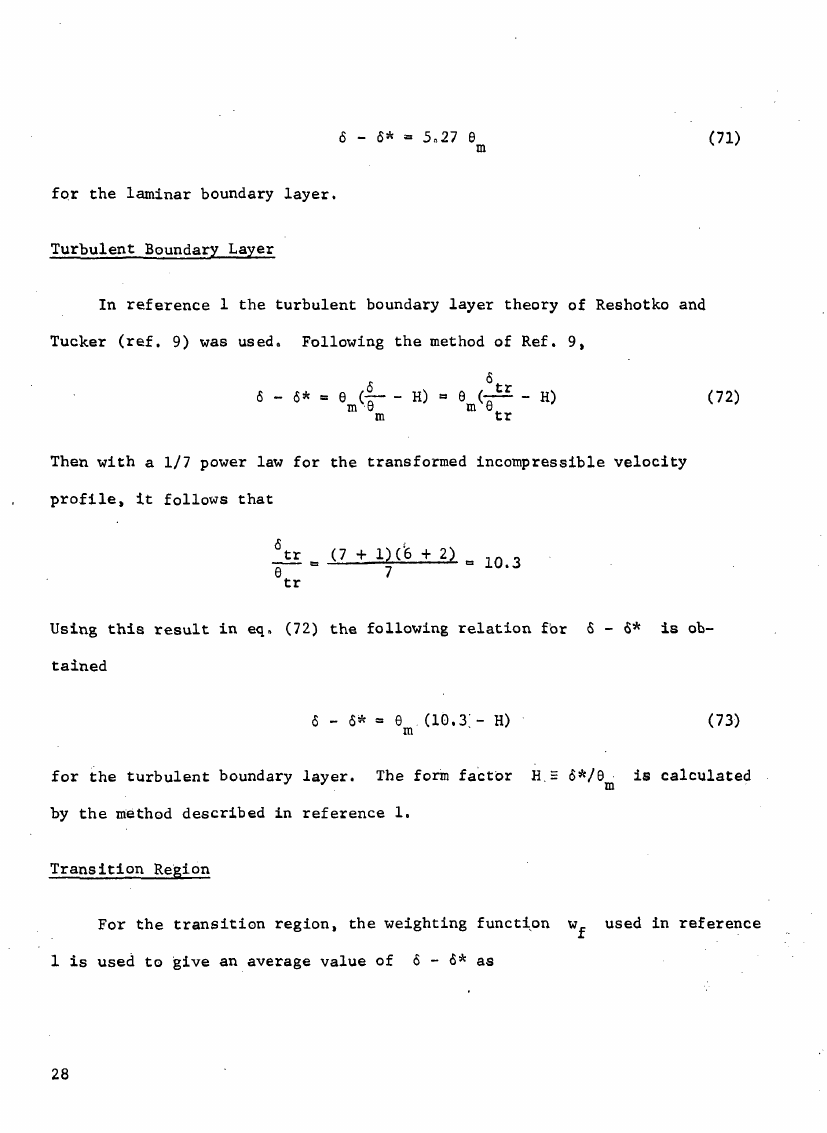 δ - δ* = 5.27 θm (71)
for the laminar boundary layer.
Turbulent Boundary Layer
In reference 1 the turbulent boundary layer theory of Reshotko and
Tucker (ref. 9) was used. Following the method of Ref. 9,
δ - δ* = θm(δ/θm - H) = θm(δtr/θtr - H) (72)
Then with a 1/7 power law for the transformed incompressible velocity
profile, it follows that
δtr/θtr = (7 + 1)(6 + 2)/7 = 10.3
Using this result in eq. (72) the following relation for δ - δ* is ob-
tained
δ - δ* = θm (10.3 - H) (73)
for the turbulent boundary layer. The form factor H ≡ δ*/θm is calculated
by the method described in reference 1.
Transition Region
For the transition region, the weighting function wf used in reference
1 is used to give an average value of δ - δ* as
28